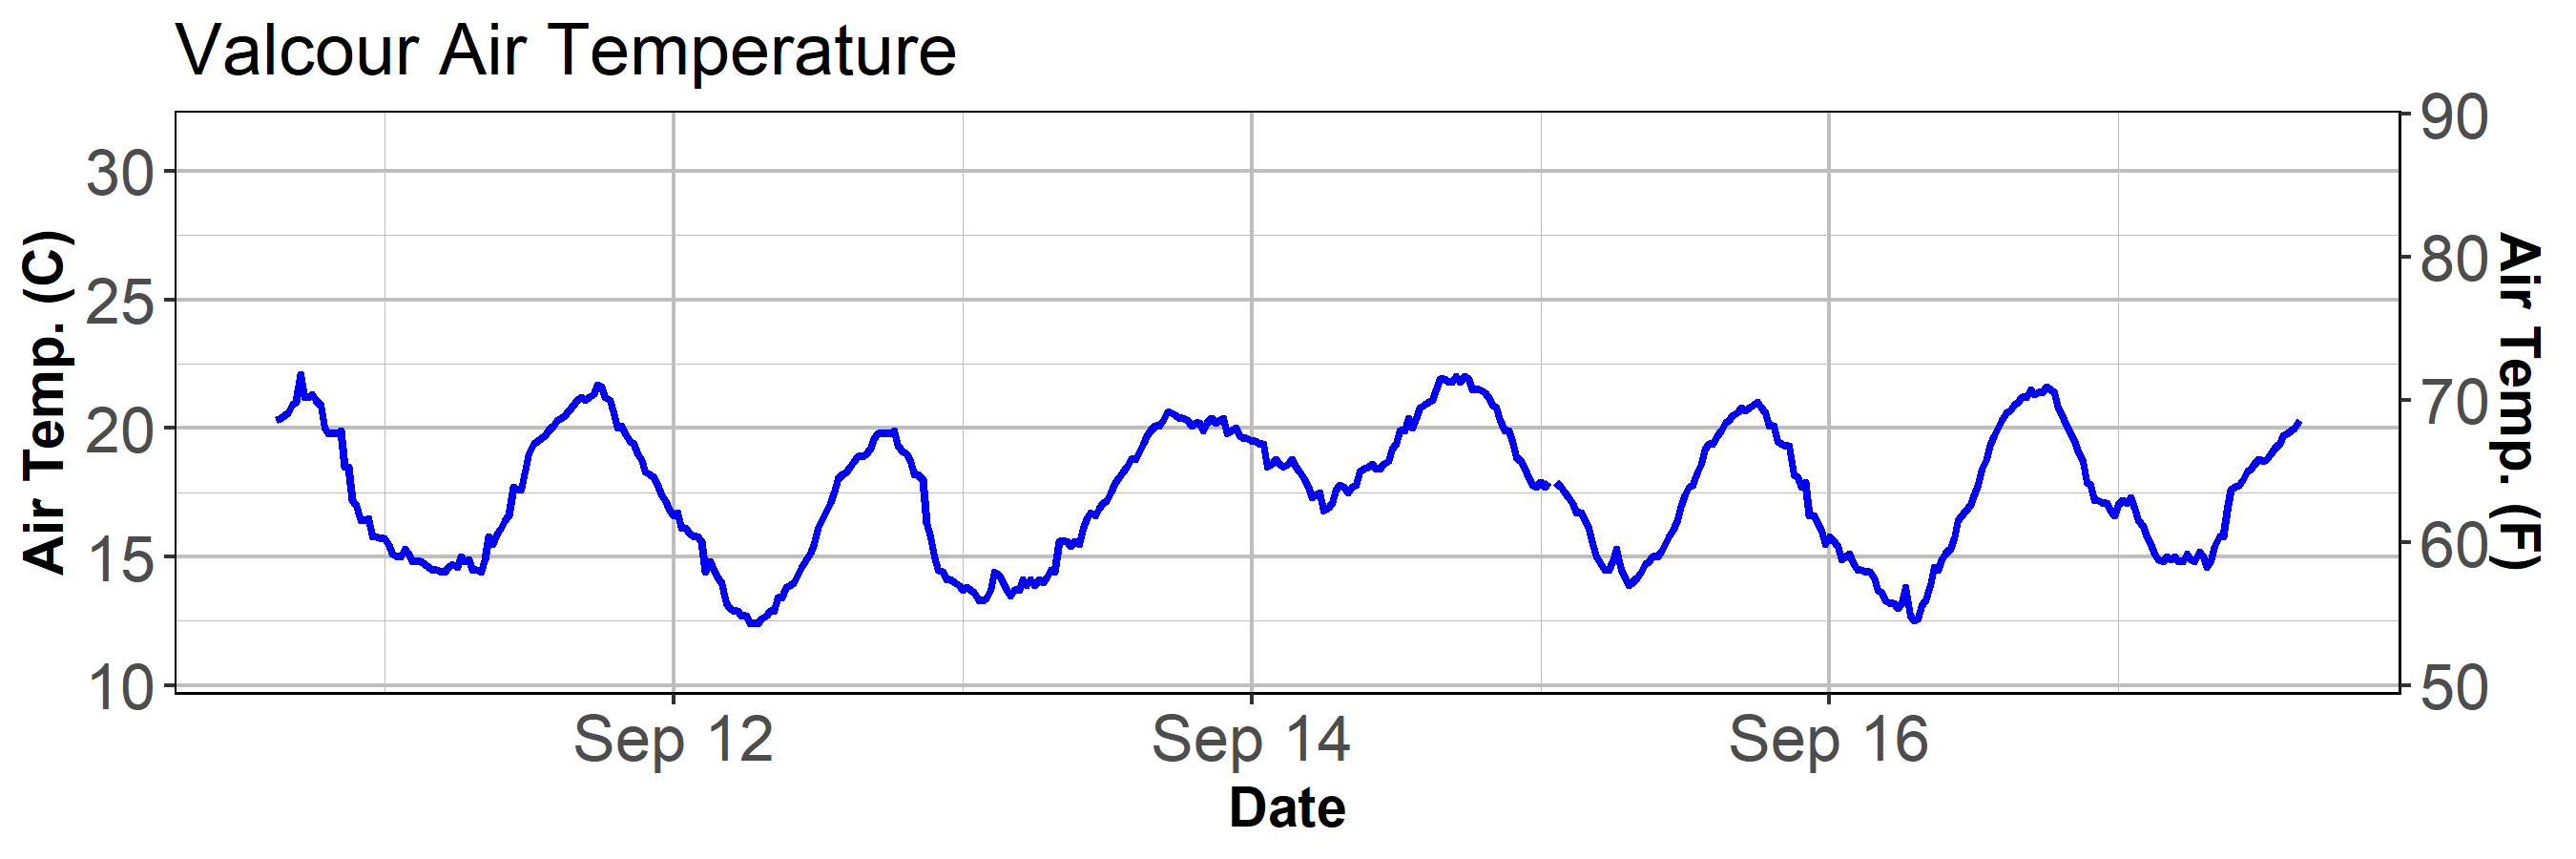 Valcour Air Temperature
Air Temp. (C)
30
25
20
15
10
90
80
70
60
50
Air Temp. (F)
Sep 12
Sep 14
Sep 16
Date